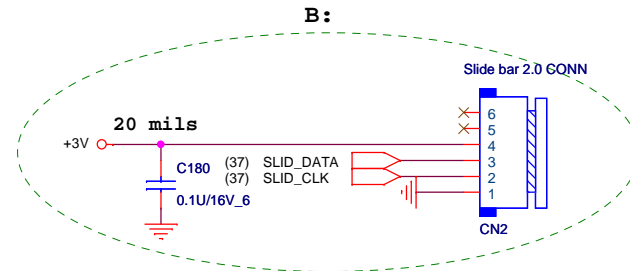 B:
Slide bar 2.0 CONN
20 mils
6
5
+3V
4
C180
(37) SLID_DATA
3
(37) SLID_CLK
2
0.1U/16V_6
1
CN2